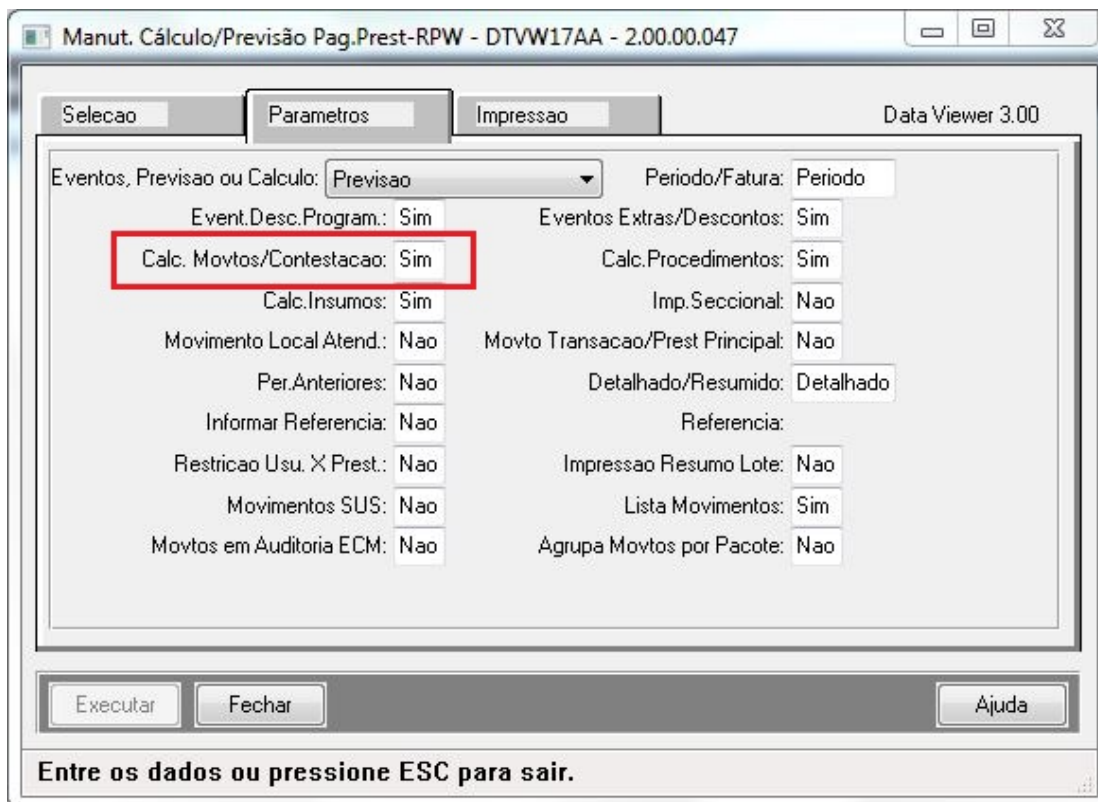 Manut. Cálculo/Previsão Pag.Prest-RPW - DTVW17AA - 2.00.00.047
Selecao Parametros Impressao Data Viewer 3.00
Eventos, Previsao ou Calculo: Previsao Periodo/Fatura: Periodo
Event.Desc.Program.: Sim Eventos Extras/Descontos: Sim
Calc. Movtos/Contestacao: Sim Calc.Procedimentos: Sim
Calc.Insumos: Sim Imp.Seccional: Nao
Movimento Local Atend.: Nao Movto Transacao/Prest Principal: Nao
Per.Anteriores: Nao Detalhado/Resumido: Detalhado
Informar Referencia: Nao Referencia:
Restricao Usu. X Prest.: Nao Impressao Resumo Lote: Nao
Movimentos SUS: Nao Lista Movimentos: Sim
Movtos em Auditoria ECM: Nao Agrupa Movtos por Pacote: Nao
Executar Fechar Ajuda
Entre os dados ou pressione ESC para sair.